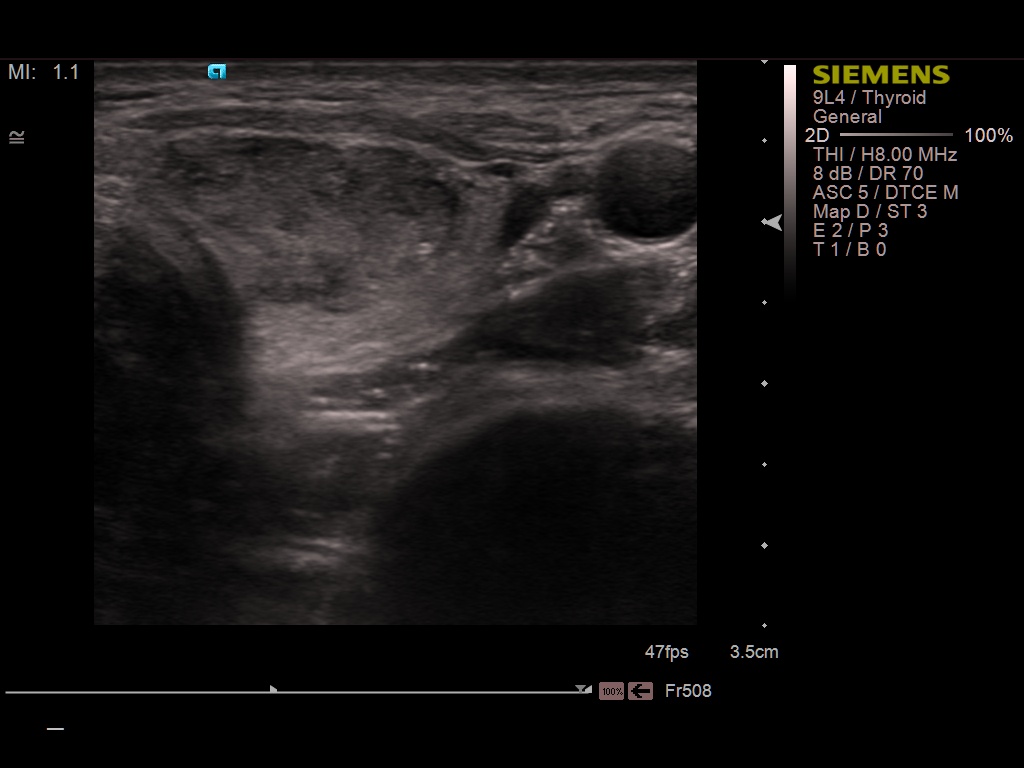 MI: 1.1
SIEMENS
9L4 / Thyroid
General
2D 100%
THI / H8.00 MHz
8 dB / DR 70
ASC 5 / DTCE M
Map D / ST 3
E 2 / P 3
T 1 / B 0
47fps 3.5cm
100% Fr508